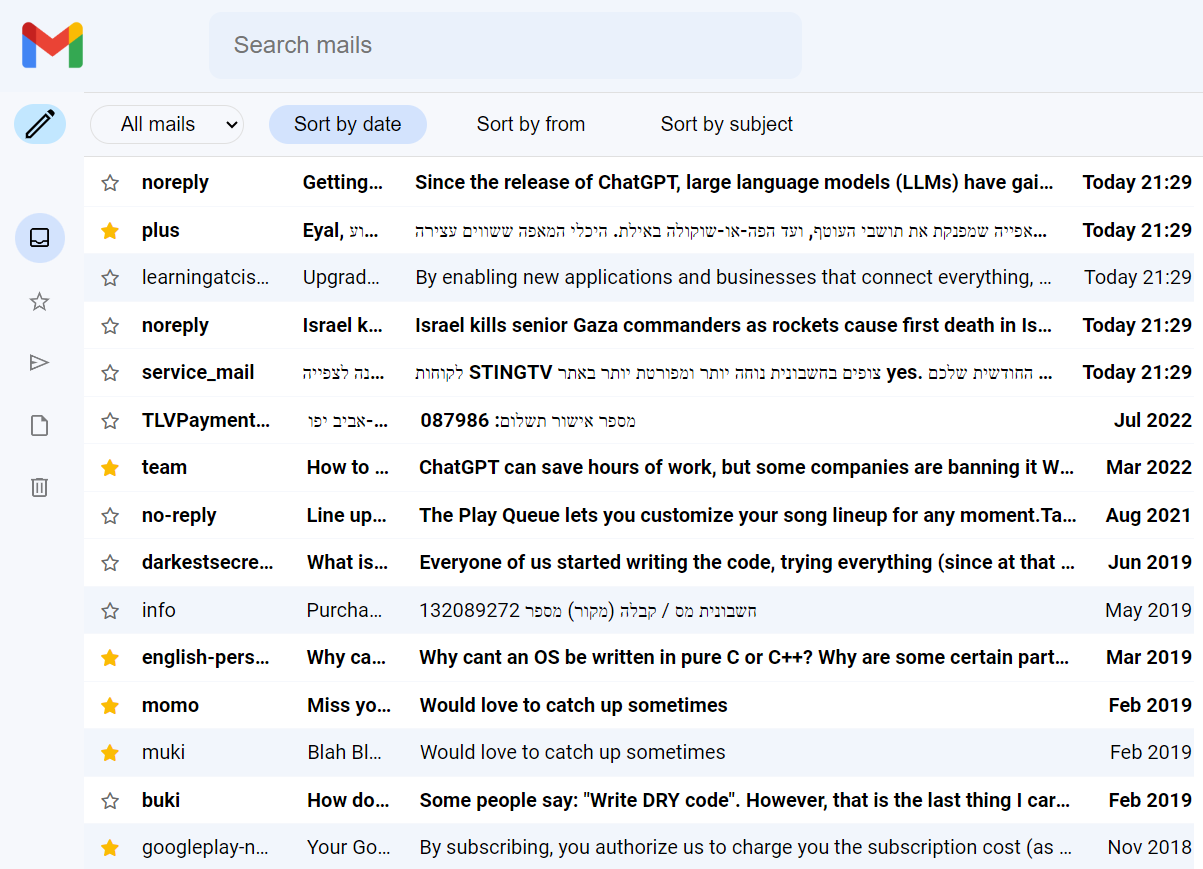 Search mails
All mails Sort by date Sort by from Sort by subject
noreply Getting... Since the release of ChatGPT, large language models (LLMs) have gai... Today 21:29
plus Eyal, עוע... אפייה שמפנקת את תושבי העוטף, ועד הפה-או-שוקולה באילת. היכלי המאפה ששווים עצירה... Today 21:29
learningatcis... Upgrad... By enabling new applications and businesses that connect everything, ... Today 21:29
noreply Israel k... Israel kills senior Gaza commanders as rockets cause first death in Is... Today 21:29
service_mail נה לצפייה... לקוחות STINGTV צופים בחשבונית נוחה יותר ומפורטת יותר באתר yes. החודשית שלכם ... Today 21:29
TLVPayment... -אביב יפו... מספר אישור תשלום: 087986 Jul 2022
team How to ... ChatGPT can save hours of work, but some companies are banning it W... Mar 2022
no-reply Line up... The Play Queue lets you customize your song lineup for any moment.Ta... Aug 2021
darkestsecre... What is... Everyone of us started writing the code, trying everything (since at that ... Jun 2019
info Purcha... חשבונית מס / קבלה (מקור) מספר 132089272 May 2019
english-pers... Why ca... Why cant an OS be written in pure C or C++? Why are some certain part... Mar 2019
momo Miss yo... Would love to catch up sometimes Feb 2019
muki Blah Bl... Would love to catch up sometimes Feb 2019
buki How do... Some people say: "Write DRY code". However, that is the last thing I car... Feb 2019
googleplay-n... Your Go... By subscribing, you authorize us to charge you the subscription cost (as ... Nov 2018